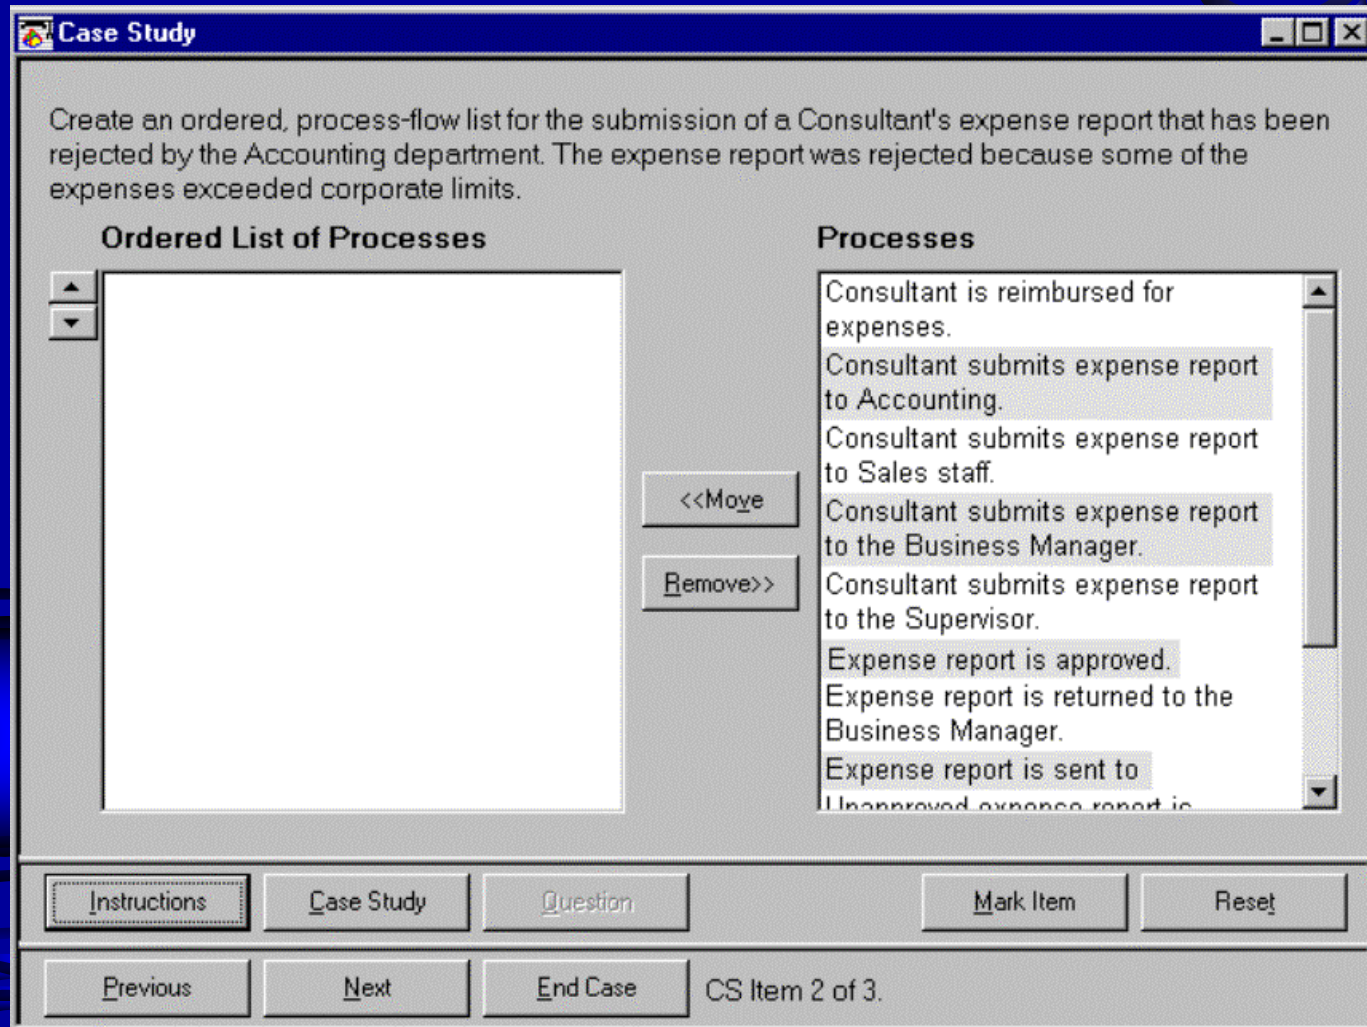 Case Study
Create an ordered, process-flow list for the submission of a Consultant's expense report that has been
rejected by the Accounting department. The expense report was rejected because some of the
expenses exceeded corporate limits.
Ordered List of Processes
Processes
Consultant is reimbursed for
expenses.
Consultant submits expense report
to Accounting.
Consultant submits expense report
to Sales staff.
Consultant submits expense report
to the Business Manager.
Consultant submits expense report
to the Supervisor.
Expense report is approved.
Expense report is returned to the
Business Manager.
Expense report is sent to
Unapproved expense report is
<<Move
Remove>>
Instructions
Case Study
Question
Mark Item
Reset
Previous
Next
End Case
CS Item 2 of 3.